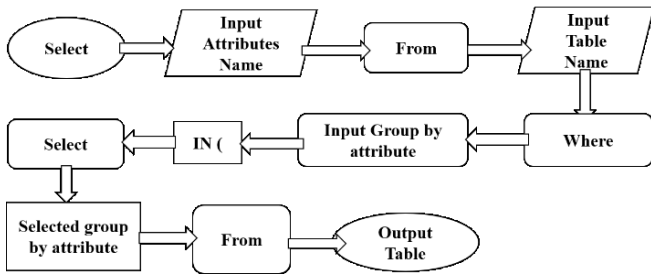 Select
Input
Attributes
Name
From
Input
Table
Name
Where
Input Group by
attribute
IN (
Select
Selected group
by attribute
From
Output
Table